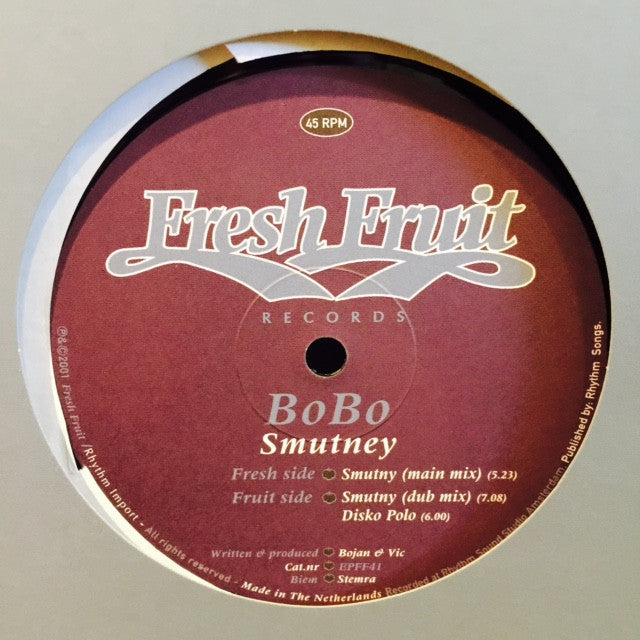 45 RPM
Fresh Fruit
RECORDS
BoBo
Smutney
Fresh side Smutny (main mix) (5.23)
Fruit side Smutny (dub mix) (7.08)
Disko Polo (6.00)
Written & produced Bojan & Vic
Cat.nr EPFF41
Biem Stemra
℗&©2001 Fresh Fruit /Rhythm Import - All rights reserved - Made in The Netherlands Recorded at Rhythm Sound Studio Amsterdam. Published by: Rhythm Songs.